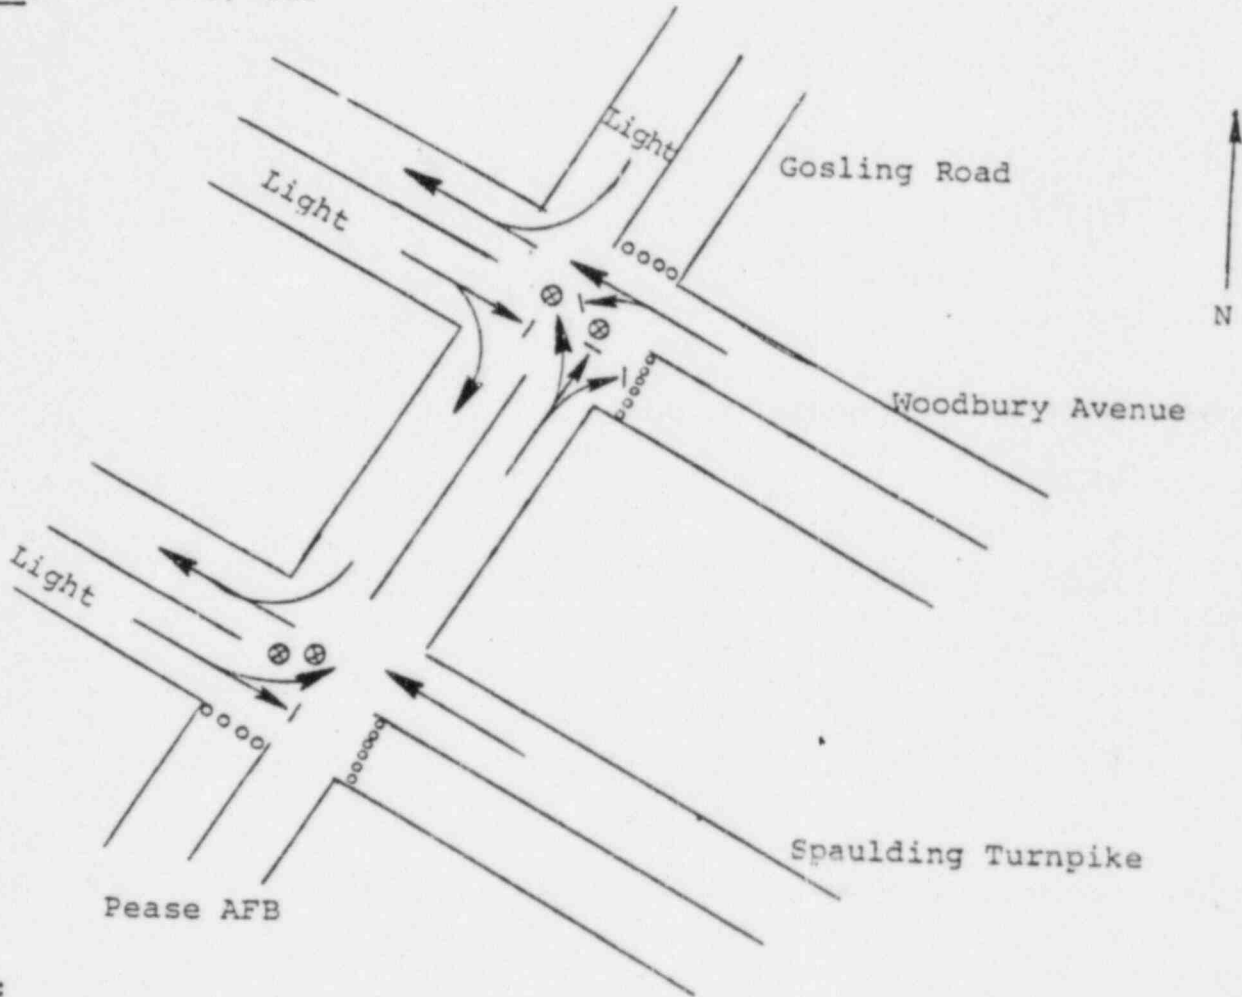 Light
Gosling Road
Light
N
Woodbury Avenue
Light
Spaulding Turnpike
Pease AFB